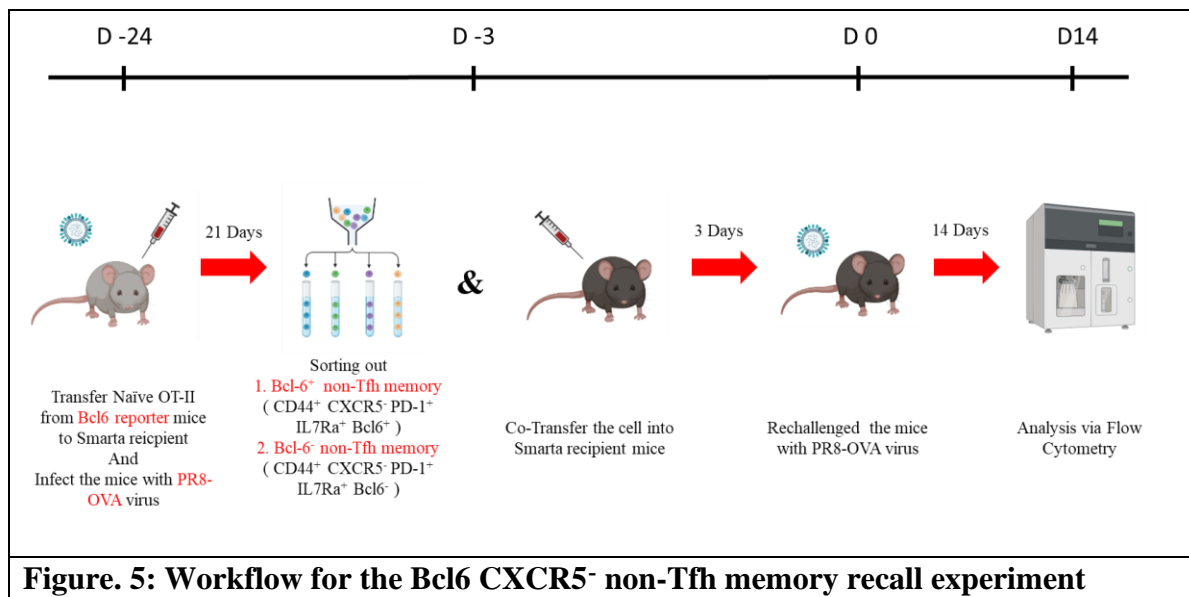 D -24
D -3
D 0
D14
21 Days
&
3 Days
14 Days
Transfer Naïve OT-II
from Bcl6 reporter mice
to Smarta reicpient
And
Infect the mice with PR8-
OVA virus
Sorting out
1. Bcl-6⁺ non-Tfh memory
( CD44⁺ CXCR5⁻ PD-1⁺
IL7Ra⁺ Bcl6⁺ )
2. Bcl-6⁻ non-Tfh memory
( CD44⁺ CXCR5⁻ PD-1⁺
IL7Ra⁺ Bcl6⁻ )
Co-Transfer the cell into
Smarta recipient mice
Rechallenged the mice
with PR8-OVA virus
Analysis via Flow
Cytometry
Figure. 5: Workflow for the Bcl6 CXCR5⁻ non-Tfh memory recall experiment